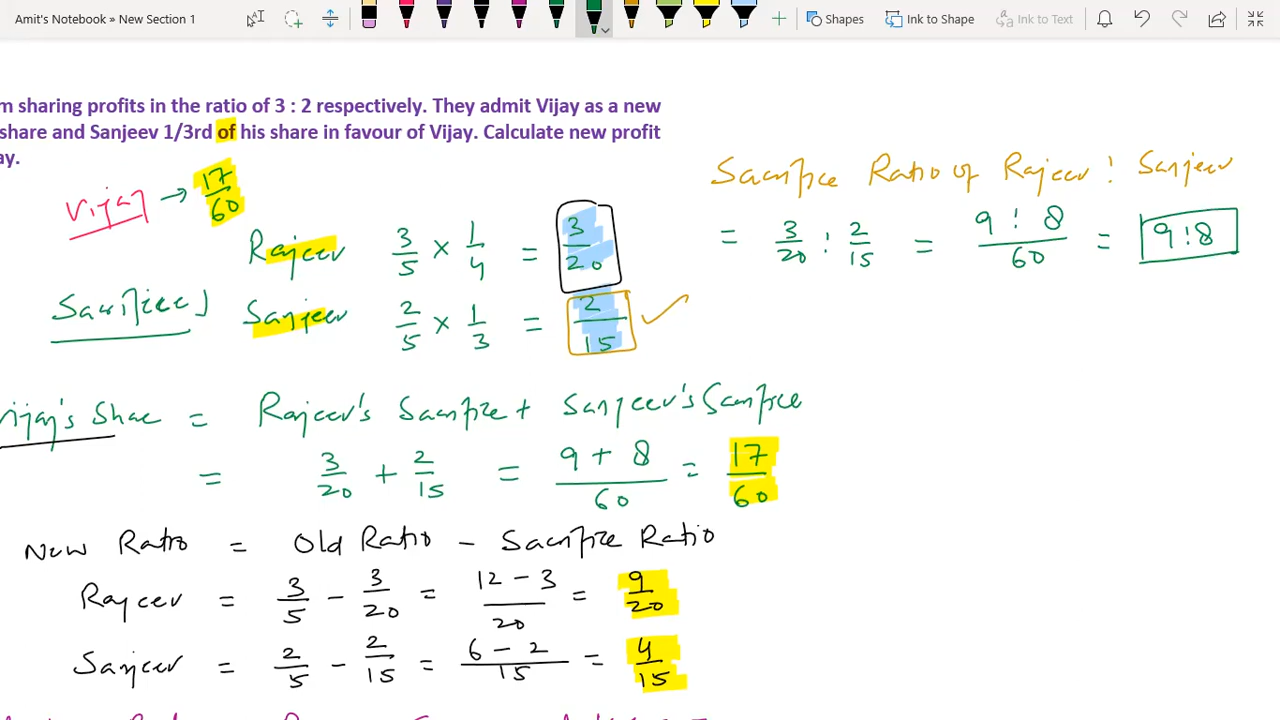 Amit's Notebook » New Section 1
Shapes
Ink to Shape
Ink to Text
m sharing profits in the ratio of 3 : 2 respectively. They admit Vijay as a new
share and Sanjeev 1/3rd of his share in favour of Vijay. Calculate new profit
ay.
Vijay → 17/60
Rajeev 3/5 × 1/4 = 3/20
Sacrificed Sanjeev 2/5 × 1/3 = 2/15 ✓
Sacrifice Ratio of Rajeev : Sanjeev
= 3/20 : 2/15 = 9 : 8/60 = 9:8
Vijay's Share = Rajeev's Sacrifice + Sanjeev's Sacrifice
= 3/20 + 2/15 = 9 + 8/60 = 17/60
New Ratio = Old Ratio - Sacrifice Ratio
Rajeev = 3/5 - 3/20 = 12 - 3/20 = 9/20
Sanjeev = 2/5 - 2/15 = 6 - 2/15 = 4/15